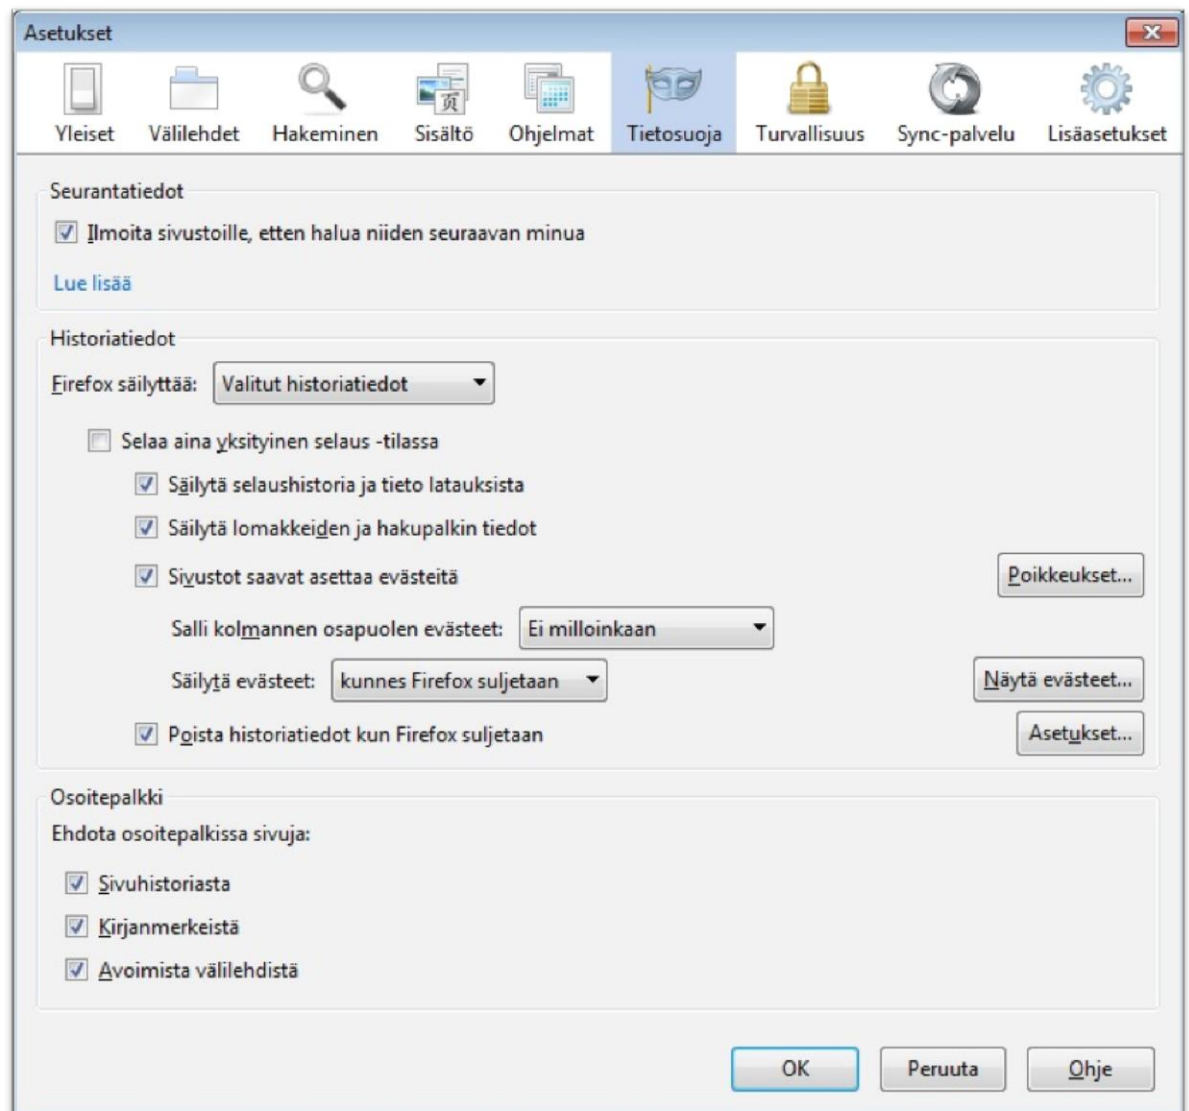 Asetukset
Yleiset Välilehdet Hakeminen Sisältö Ohjelmat Tietosuoja Turvallisuus Sync-palvelu Lisäasetukset
Seurantatiedot
Ilmoita sivustoille, etten halua niiden seuraavan minua
Lue lisää
Historiatiedot
Firefox säilyttää: Valitut historiatiedot
Selaa aina yksityinen selaus -tilassa
Säilytä selaushistoria ja tieto latauksista
Säilytä lomakkeiden ja hakupalkin tiedot
Sivustot saavat asettaa evästeitä Poikkeukset...
Salli kolmannen osapuolen evästeet: Ei milloinkaan
Säilytä evästeet: kunnes Firefox suljetaan Näytä evästeet...
Poista historiatiedot kun Firefox suljetaan Asetukset...
Osoitepalkki
Ehdota osoitepalkissa sivuja:
Sivuhistoriasta
Kirjanmerkeistä
Avoimista välilehdistä
OK Peruuta Ohje